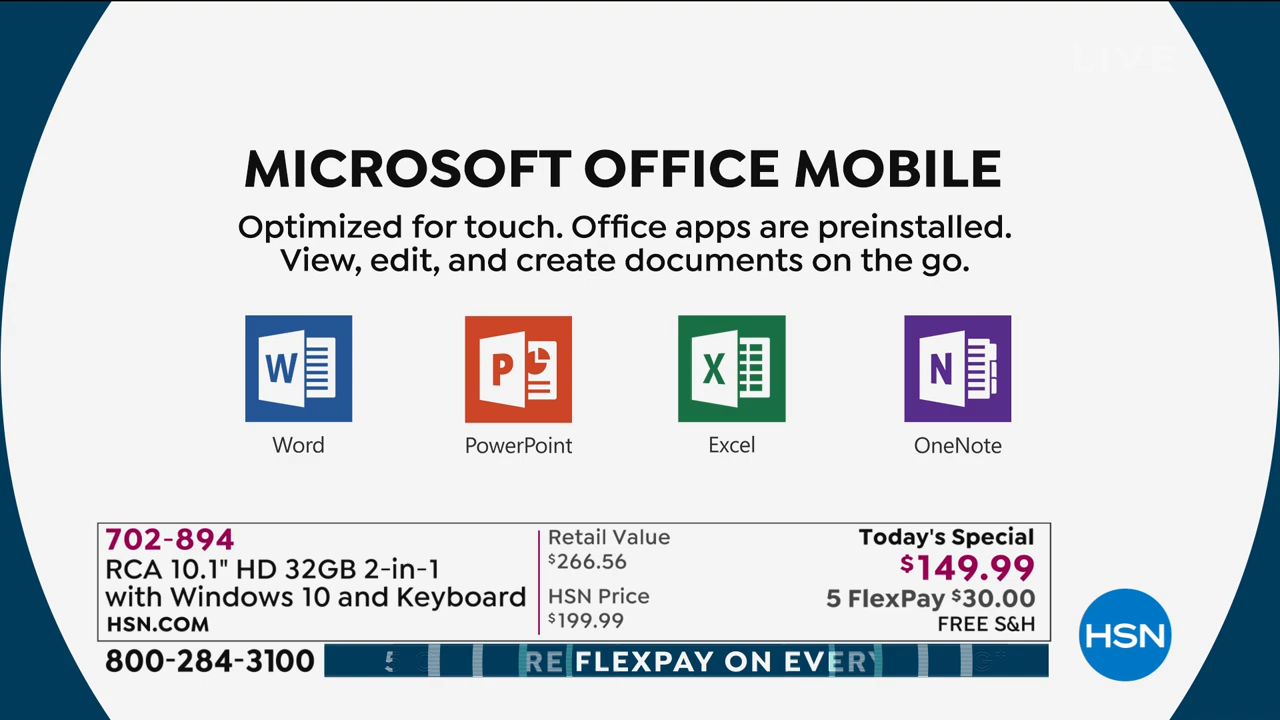 LIVE
MICROSOFT OFFICE MOBILE
Optimized for touch. Office apps are preinstalled.
View, edit, and create documents on the go.
W
P
X
N
Word
PowerPoint
Excel
OneNote
702-894
RCA 10.1" HD 32GB 2-in-1
with Windows 10 and Keyboard
HSN.COM
Retail Value
$266.56
HSN Price
$199.99
Today's Special
$149.99
5 FlexPay $30.00
FREE S&H
800-284-3100
FLEXPAY ON EVERY
HSN